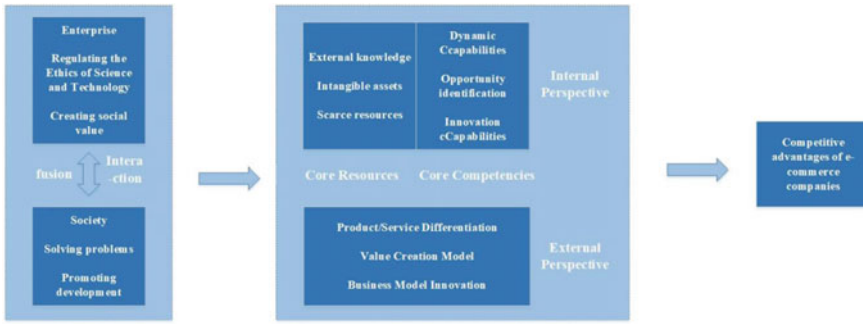 Enterprise
Regulating the
Ethics of Science
and Technology
Creating social
value
fusion
Intera
-ction
Society
Solving problems
Promoting
development
External knowledge
Intangible assets
Scarce resources
Dynamic
Ccapabilities
Opportunity
identification
Innovation
cCapabilities
Internal
Perspective
Core Resources
Core Competencies
Product/Service Differentiation
Value Creation Model
Business Model Innovation
External
Perspective
Competitive
advantages of e-
commerce
companies